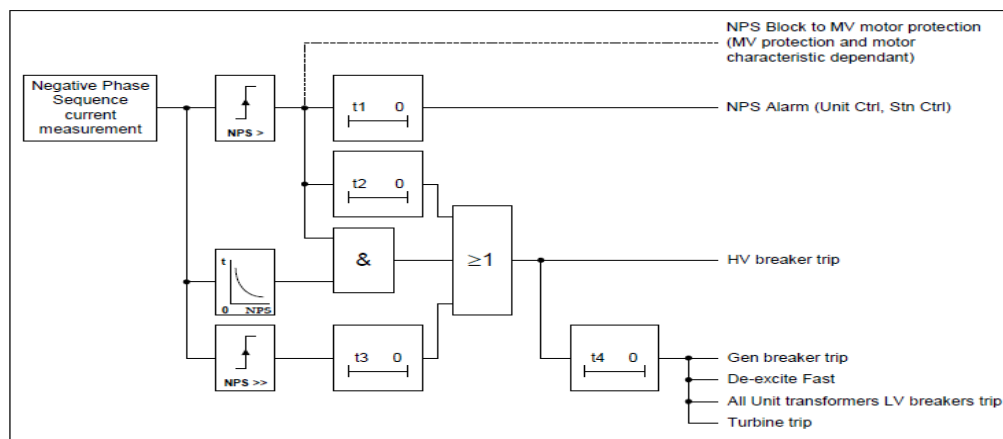 NPS Block to MV motor protection
(MV protection and motor
characteristic dependant)
Negative Phase
Sequence
current
measurement
NPS >
t1 0
NPS Alarm (Unit Ctrl, Stn Ctrl)
t2 0
&
≥1
HV breaker trip
t
0 NPS
NPS >>
t3 0
t4 0
Gen breaker trip
De-excite Fast
All Unit transformers LV breakers trip
Turbine trip